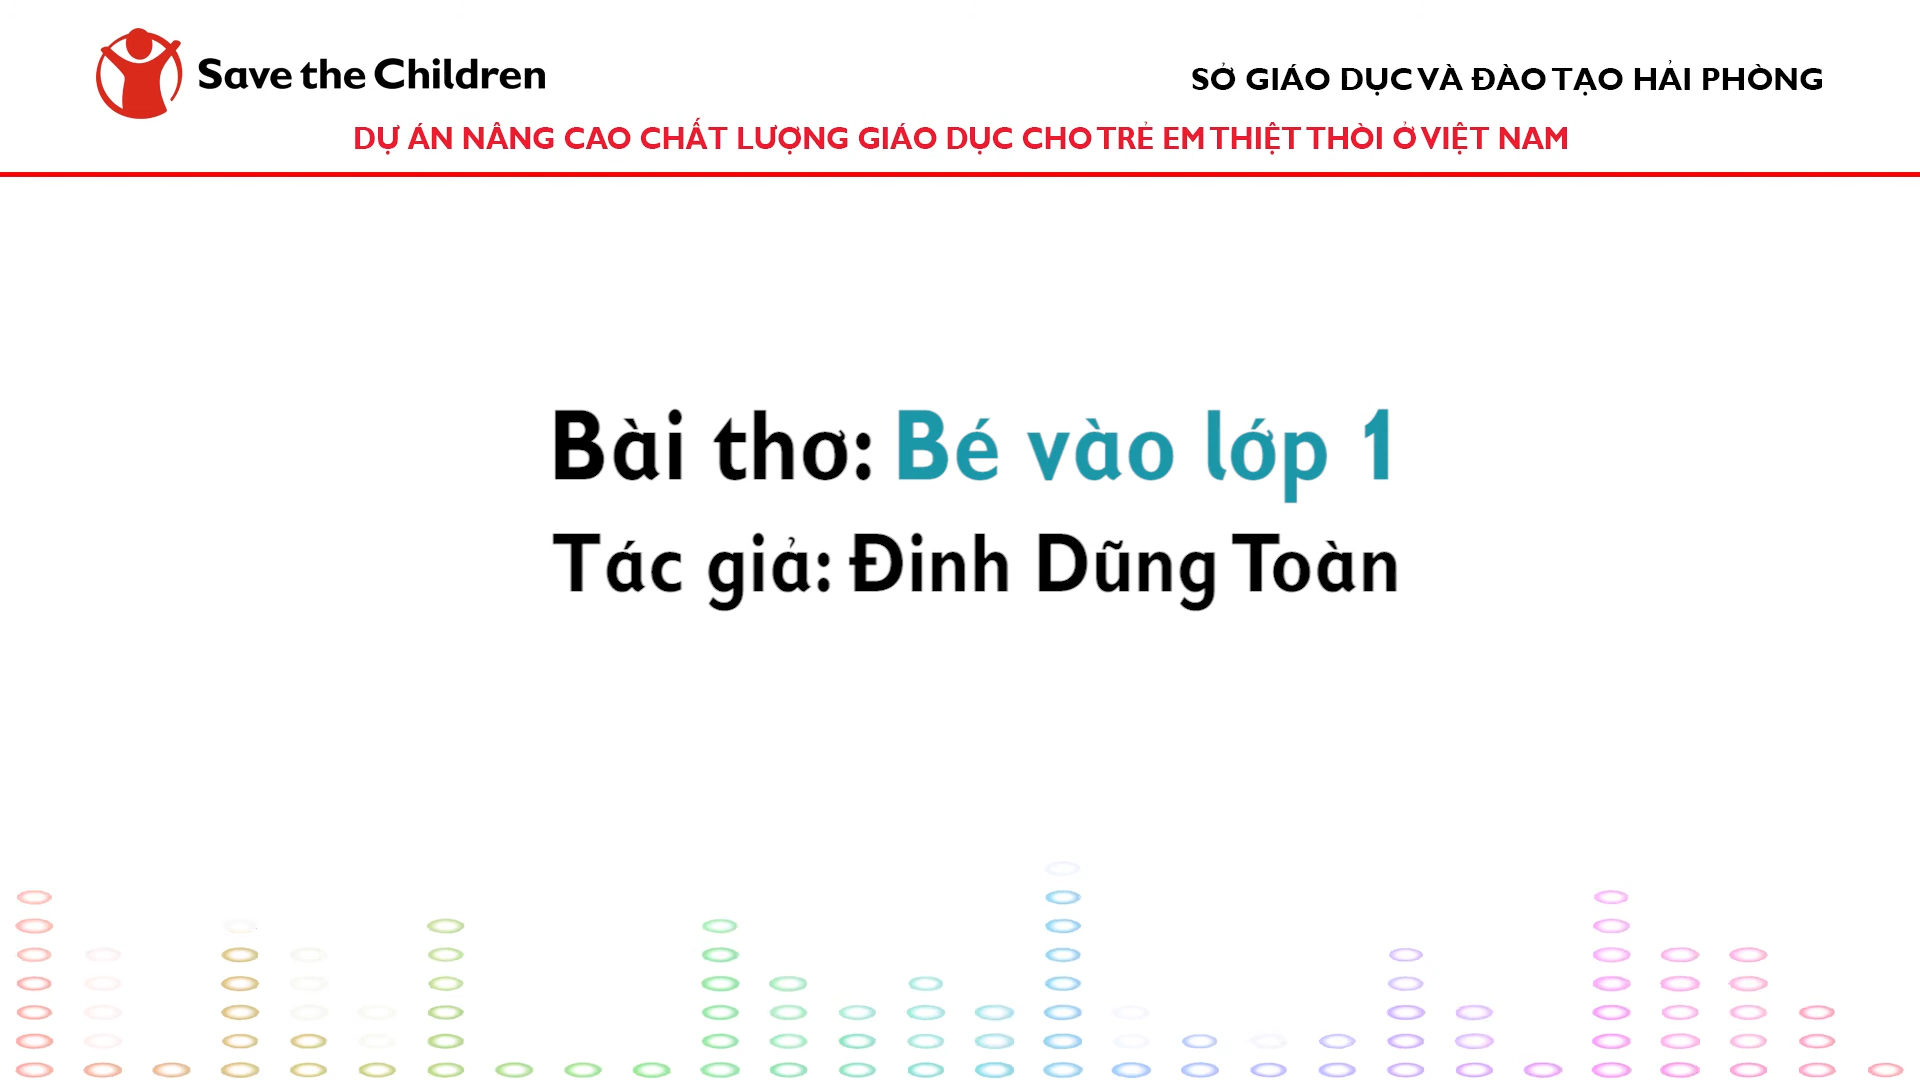 Save the Children
SỞ GIÁO DỤC VÀ ĐÀO TẠO HẢI PHÒNG
DỰ ÁN NÂNG CAO CHẤT LƯỢNG GIÁO DỤC CHO TRẺ EM THIỆT THÒI Ở VIỆT NAM
Bài thơ: Bé vào lớp 1
Tác giả: Đinh Dũng Toàn